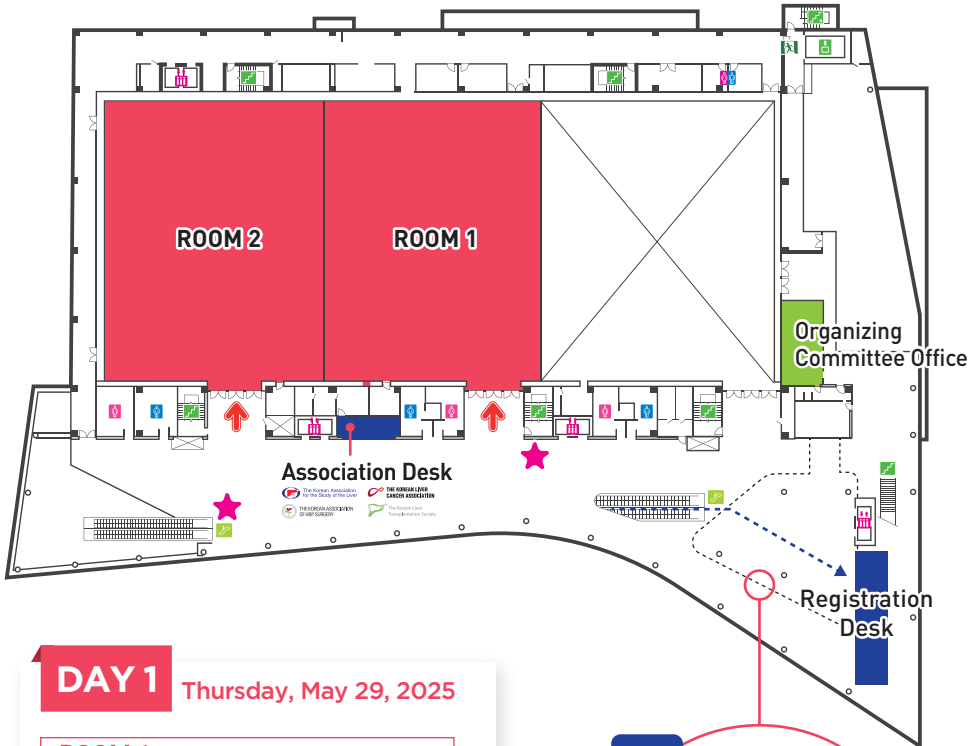 ROOM 2
ROOM 1
Organizing
Committee Office
Association Desk
The Korean Association
for the Study of the Liver
THE KOREAN LIVER
CANCER ASSOCIATION
THE KOREAN ASSOCIATION
OF HBP SURGERY
The Korean Liver
Transplantation Society
Registration
Desk
DAY 1
Thursday, May 29, 2025